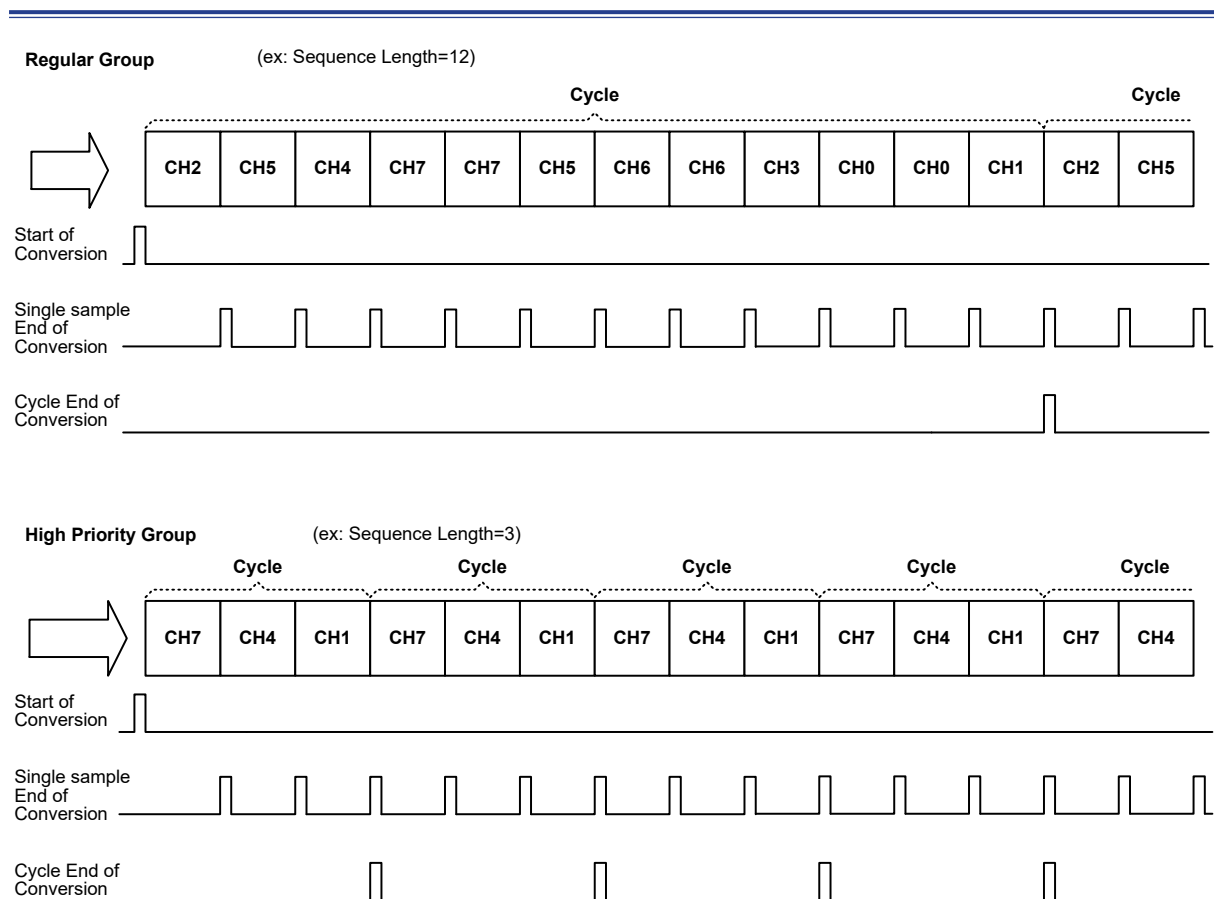 Regular Group (ex: Sequence Length=12)
Cycle Cycle
CH2 CH5 CH4 CH7 CH7 CH5 CH6 CH6 CH3 CH0 CH0 CH1 CH2 CH5
Start of
Conversion
Single sample
End of
Conversion
Cycle End of
Conversion
High Priority Group (ex: Sequence Length=3)
Cycle Cycle Cycle Cycle Cycle
CH7 CH4 CH1 CH7 CH4 CH1 CH7 CH4 CH1 CH7 CH4 CH1 CH7 CH4
Start of
Conversion
Single sample
End of
Conversion
Cycle End of
Conversion